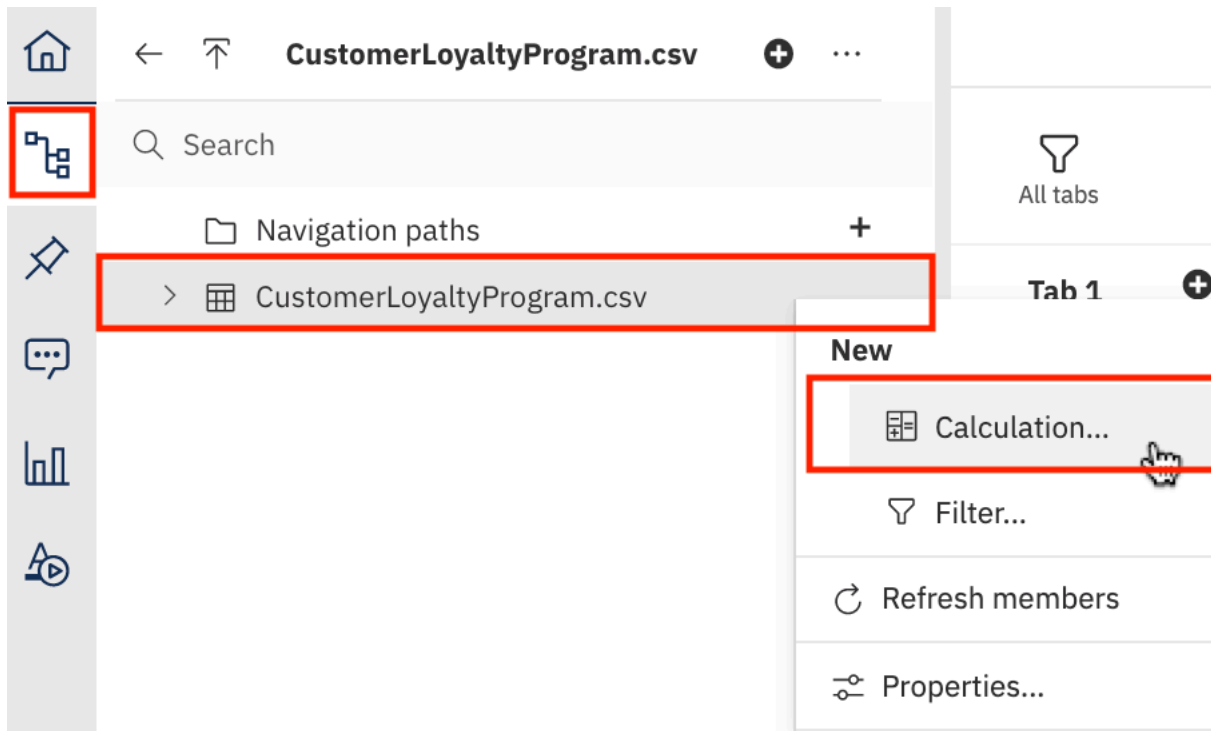 CustomerLoyaltyProgram.csv
Search
All tabs
Navigation paths
CustomerLoyaltyProgram.csv
Tab 1
New
Calculation...
Filter...
Refresh members
Properties...